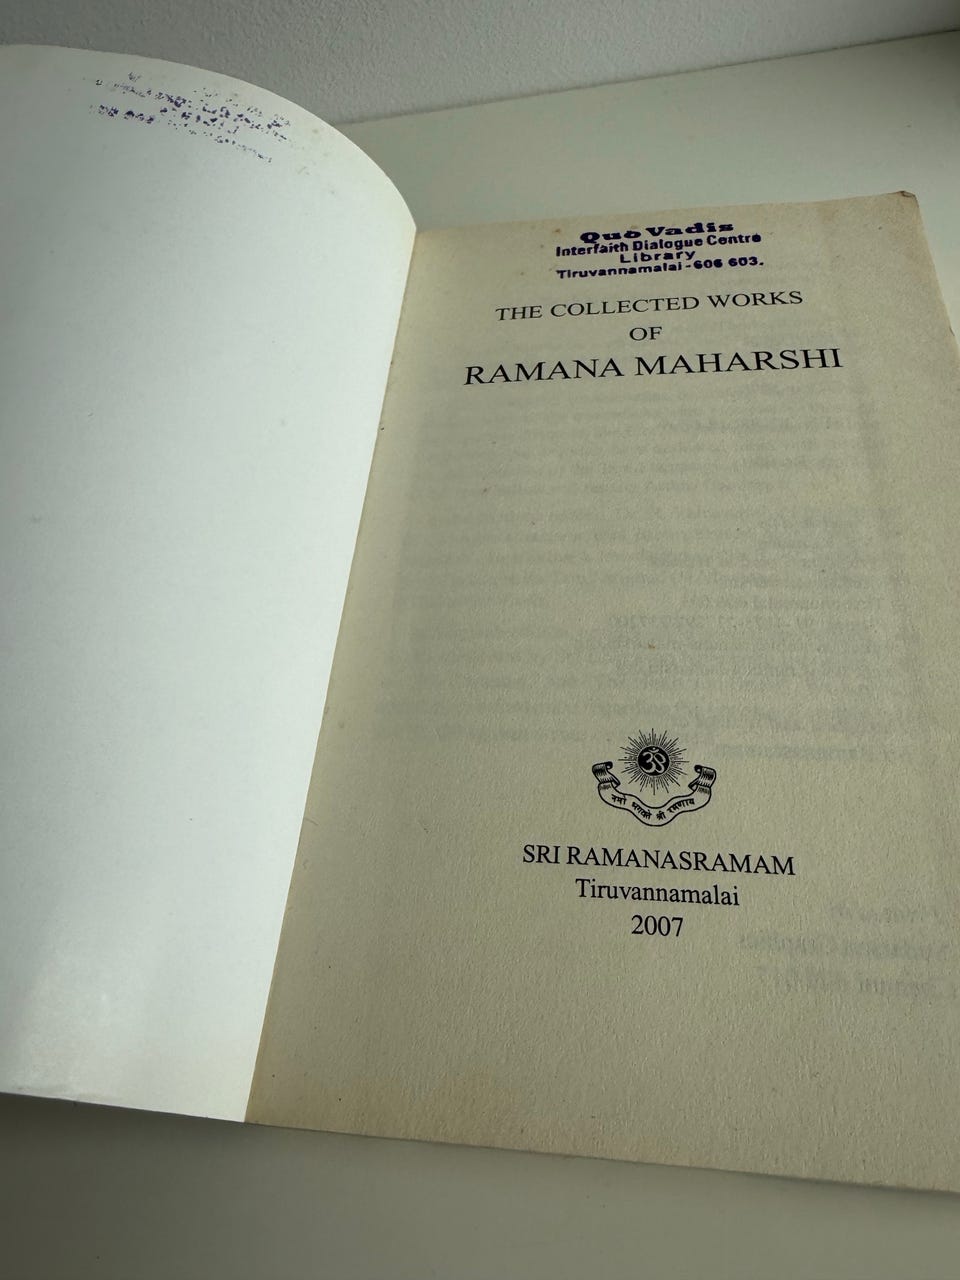 Quo Vadis
Interfaith Dialogue Centre
Library
Tiruvannamalai - 606 603.
THE COLLECTED WORKS
OF
RAMANA MAHARSHI
ॐ
नमो भगवते श्री रमणाय
SRI RAMANASRAMAM
Tiruvannamalai
2007